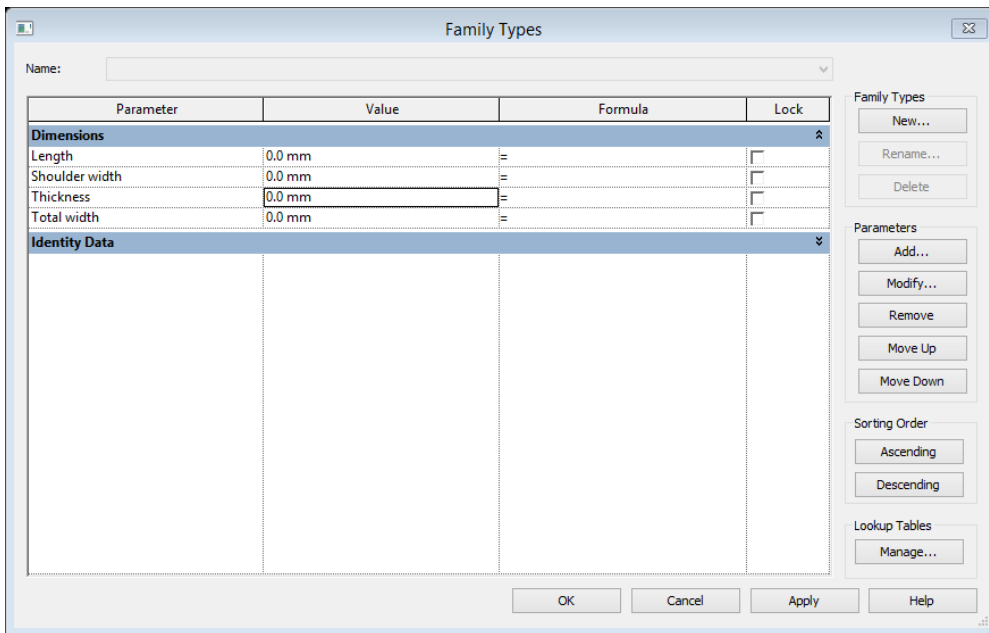 Family Types
Name:
Parameter Value Formula Lock
Dimensions
Length 0.0 mm =
Shoulder width 0.0 mm =
Thickness 0.0 mm =
Total width 0.0 mm =
Identity Data
Family Types
New...
Rename...
Delete
Parameters
Add...
Modify...
Remove
Move Up
Move Down
Sorting Order
Ascending
Descending
Lookup Tables
Manage...
OK Cancel Apply Help